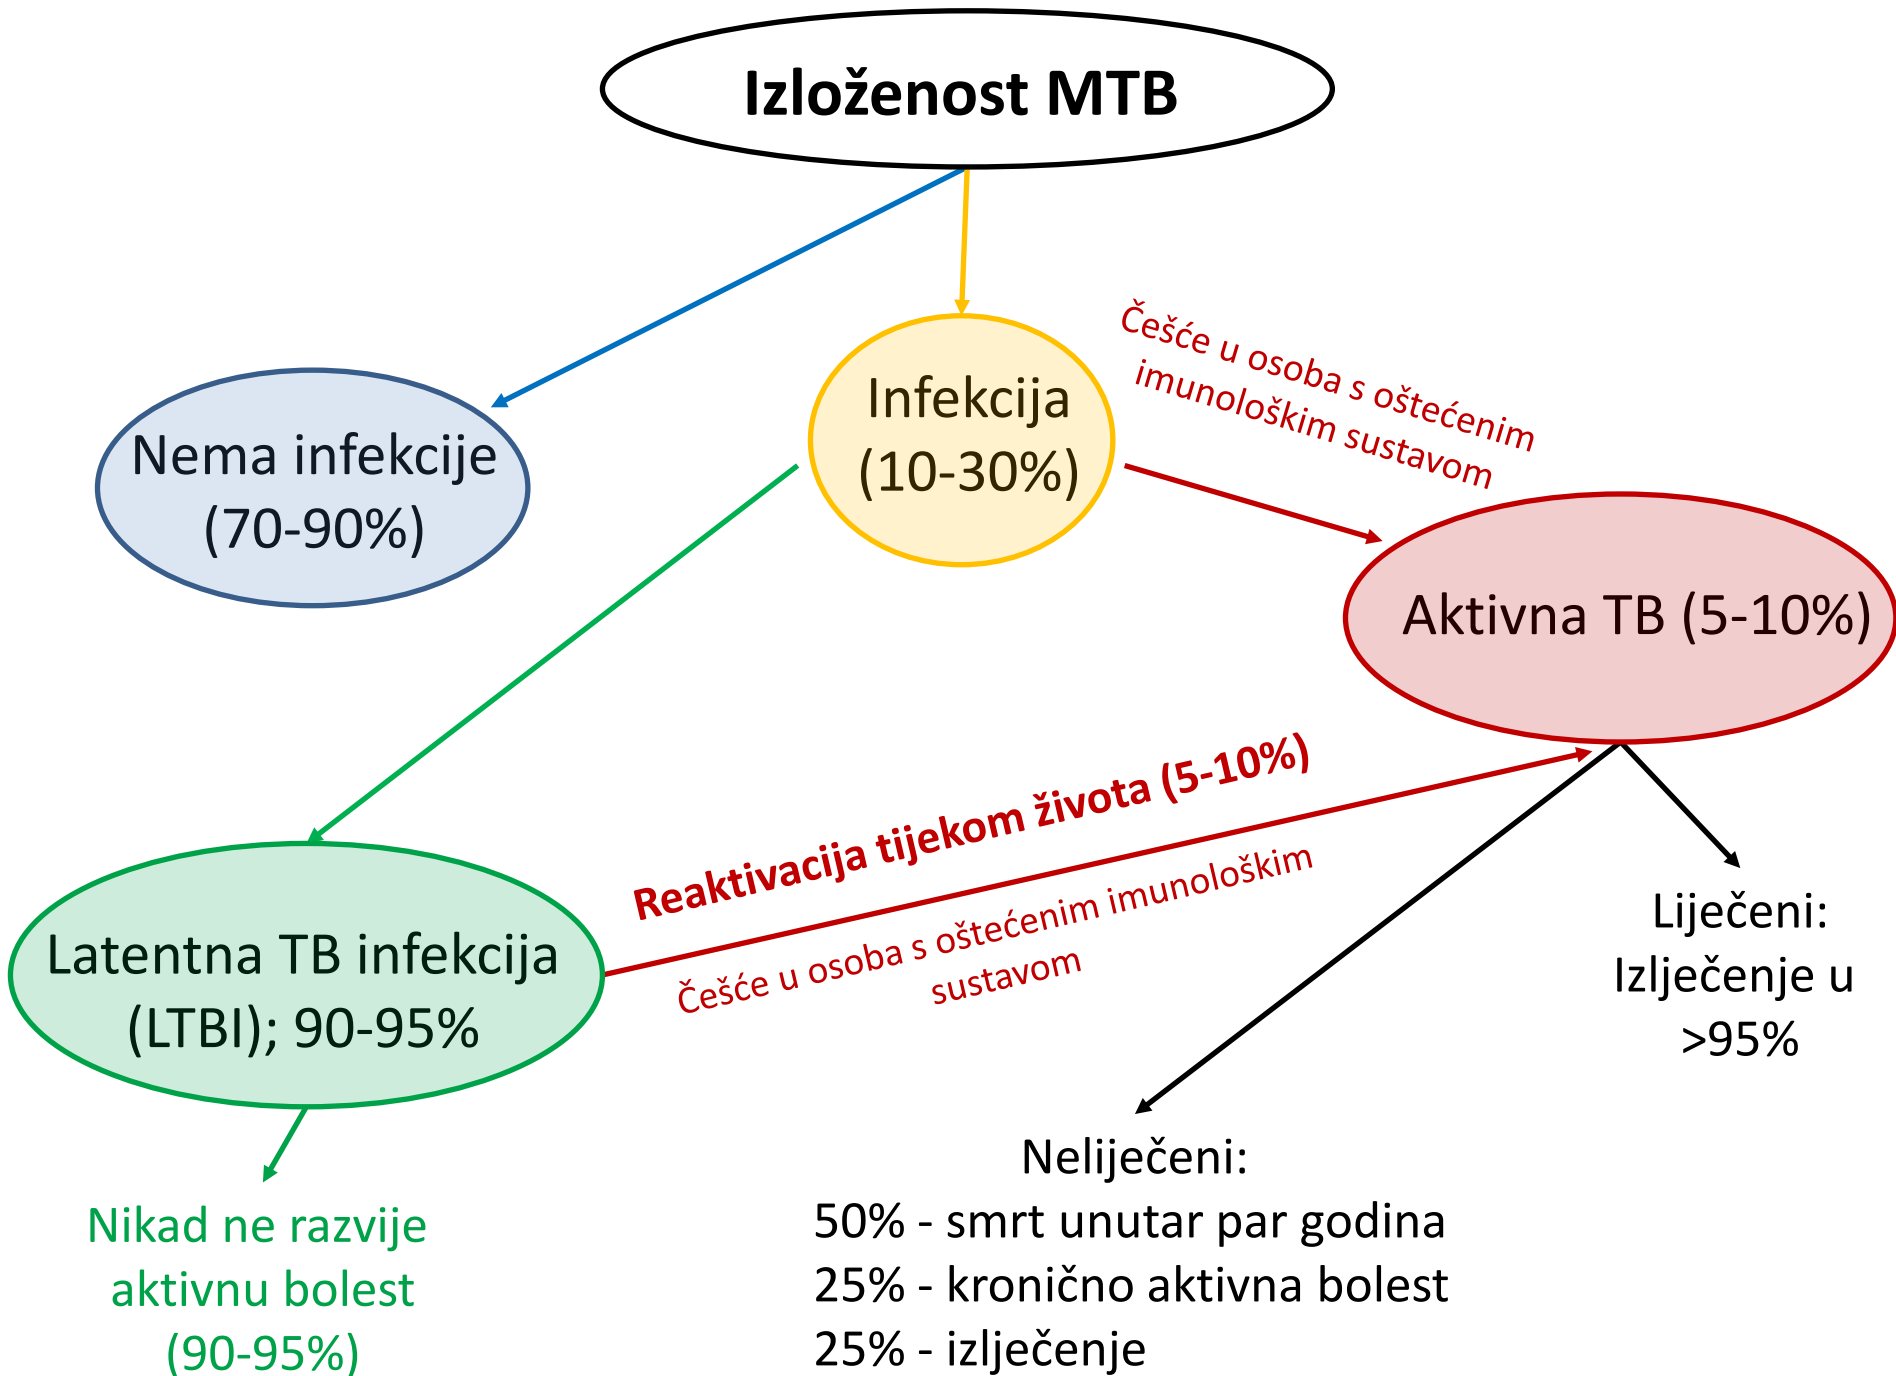 Izloženost MTB
Nema infekcije
(70-90%)
Infekcija
(10-30%)
Češće u osoba s oštećenim
imunološkim sustavom
Aktivna TB (5-10%)
Reaktivacija tijekom života (5-10%)
Češće u osoba s oštećenim imunološkim
sustavom
Latentna TB infekcija
(LTBI); 90-95%
Nikad ne razvije
aktivnu bolest
(90-95%)
Liječeni:
Izlječenje u
>95%
Neliječeni:
50% - smrt unutar par godina
25% - kronično aktivna bolest
25% - izlječenje